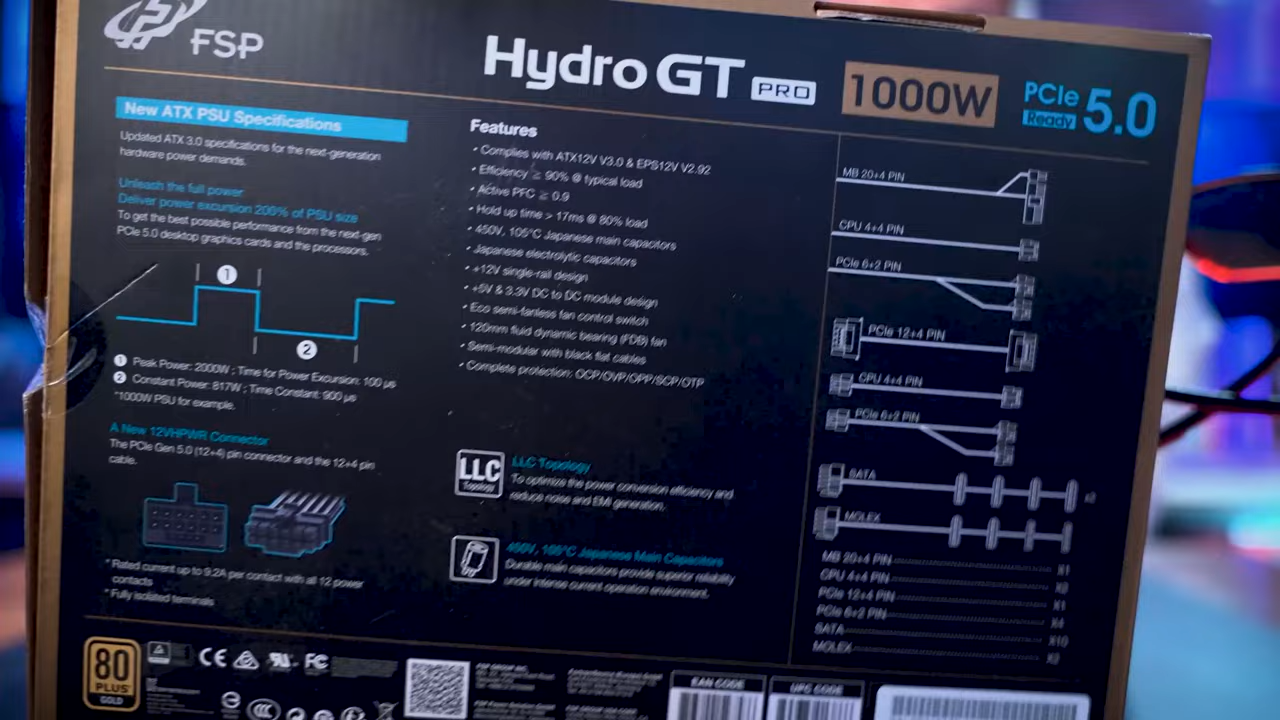 FSP
Hydro GT PRO
1000W
PCIe 5.0
Ready
New ATX PSU Specifications
Updated ATX 3.0 specifications for the next-generation
hardware power demands.
Unleash the full power
Deliver power excursion 200% of PSU size
To get the best possible performance from the next-gen
PCIe 5.0 desktop graphics cards and the processors.
1
2
1 Peak Power: 2000W ; Time for Power Excursion: 100 µs
2 Constant Power: 817W ; Time Constant: 900 µs
*1000W PSU for example.
A New 12VHPWR Connector
The PCIe Gen 5.0 (12+4) pin connector and the 12+4 pin
cable.
* Rated current up to 9.2A per contact with all 12 power
contacts
* Fully isolated terminals
Features
• Complies with ATX12V V3.0 & EPS12V V2.92
• Efficiency ≥ 90% @ typical load
• Active PFC ≥ 0.9
• Hold up time > 17ms @ 80% load
• 450V, 105°C Japanese main capacitors
• Japanese electrolytic capacitors
• +12V single-rail design
• +5V & 3.3V DC to DC module design
• Eco semi-fanless fan control switch
• 120mm fluid dynamic bearing (FDB) fan
• Semi-modular with black flat cables
• Complete protection: OCP/OVP/OPP/SCP/OTP
LLC
Topology
LLC Topology
To optimize the power conversion efficiency and
reduce noise and EMI generation.
450V, 105°C Japanese Main Capacitors
Durable main capacitors provide superior reliability
under intense current operation environment.
MB 20+4 PIN
CPU 4+4 PIN
PCIe 6+2 PIN
PCIe 12+4 PIN
CPU 4+4 PIN
PCIe 6+2 PIN
SATA x2
MOLEX
MB 20+4 PIN X1
CPU 4+4 PIN
PCIe 12+4 PIN X1
PCIe 6+2 PIN X4
SATA X10
MOLEX
80
PLUS
GOLD
CE
FC
FSP GROUP INC.
EAN CODE
UPC CODE